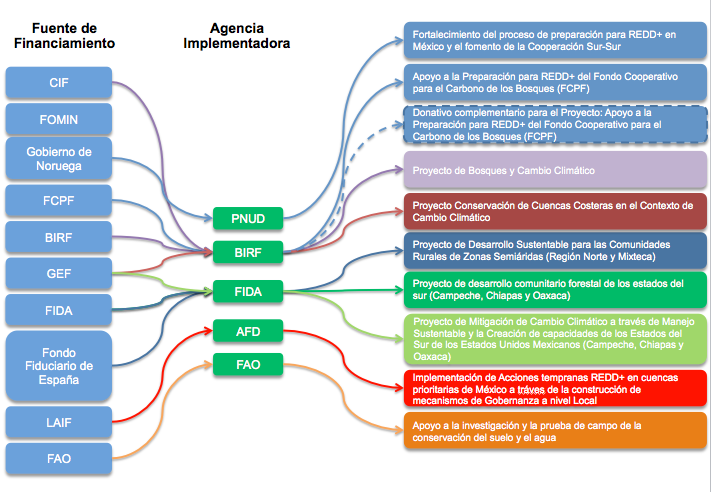 Fuente de
Financiamiento
Agencia
Implementadora
CIF
FOMIN
Gobierno de
Noruega
FCPF
BIRF
GEF
FIDA
Fondo
Fiduciario de
España
LAIF
FAO
PNUD
BIRF
FIDA
AFD
FAO
Fortalecimiento del proceso de preparación para REDD+ en
México y el fomento de la Cooperación Sur-Sur
Apoyo a la Preparación para REDD+ del Fondo Cooperativo
para el Carbono de los Bosques (FCPF)
Donativo complementario para el Proyecto: Apoyo a la
Preparación para REDD+ del Fondo Cooperativo para el
Carbono de los Bosques (FCPF)
Proyecto de Bosques y Cambio Climático
Proyecto Conservación de Cuencas Costeras en el Contexto de
Cambio Climático
Proyecto de Desarrollo Sustentable para las Comunidades
Rurales de Zonas Semiáridas (Región Norte y Mixteca)
Proyecto de desarrollo comunitario forestal de los estados del
sur (Campeche, Chiapas y Oaxaca)
Proyecto de Mitigación de Cambio Climático a través de Manejo
Sustentable y la Creación de capacidades de los Estados del
Sur de los Estados Unidos Mexicanos (Campeche, Chiapas y
Oaxaca)
Implementación de Acciones tempranas REDD+ en cuencas
prioritarias de México a tráves de la construcción de
mecanismos de Gobernanza a nivel Local
Apoyo a la investigación y la prueba de campo de la
conservación del suelo y el agua